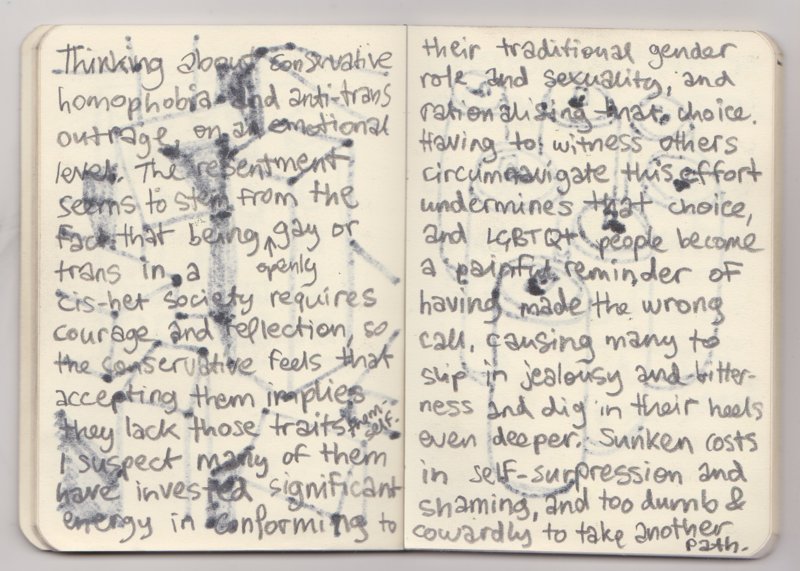 Thinking about conservative
homophobia and anti-trans
outrage, on an emotional
level. The resentment
seems to stem from the
fact that being openly gay or
trans in a
cis-het society requires
courage and reflection, so
the conservative feels that
accepting them implies
they lack those traits them-self.
I suspect many of them
have invested significant
energy in conforming to
their traditional gender
role and sexuality, and
rationalising that choice.
Having to witness others
circumnavigate this effort
undermines that choice,
and LGBTQ+ people become
a painful reminder of
having made the wrong
call, causing many to
slip in jealousy and bitter-
ness and dig in their heels
even deeper. Sunken costs
in self-surpression and
shaming, and too dumb &
cowardly to take another
path.